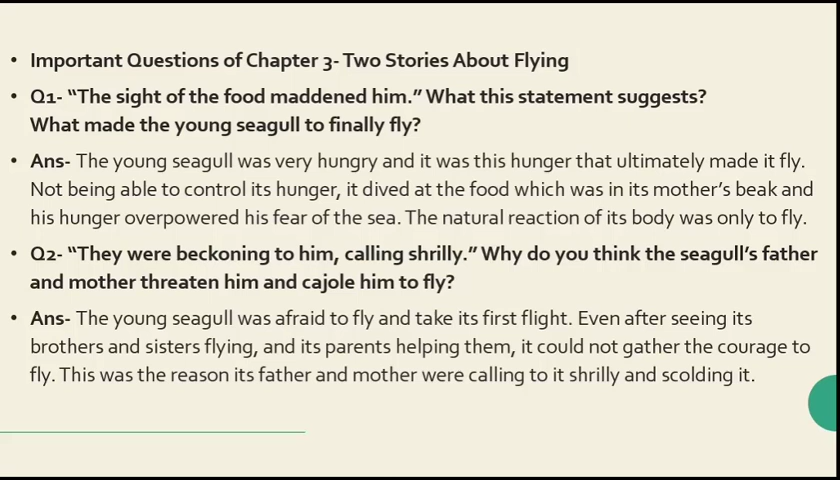 • Important Questions of Chapter 3- Two Stories About Flying
• Q1- “The sight of the food maddened him.” What this statement suggests?
What made the young seagull to finally fly?
• Ans- The young seagull was very hungry and it was this hunger that ultimately made it fly.
Not being able to control its hunger, it dived at the food which was in its mother’s beak and
his hunger overpowered his fear of the sea. The natural reaction of its body was only to fly.
• Q2- “They were beckoning to him, calling shrilly.” Why do you think the seagull’s father
and mother threaten him and cajole him to fly?
• Ans- The young seagull was afraid to fly and take its first flight. Even after seeing its
brothers and sisters flying, and its parents helping them, it could not gather the courage to
fly. This was the reason its father and mother were calling to it shrilly and scolding it.